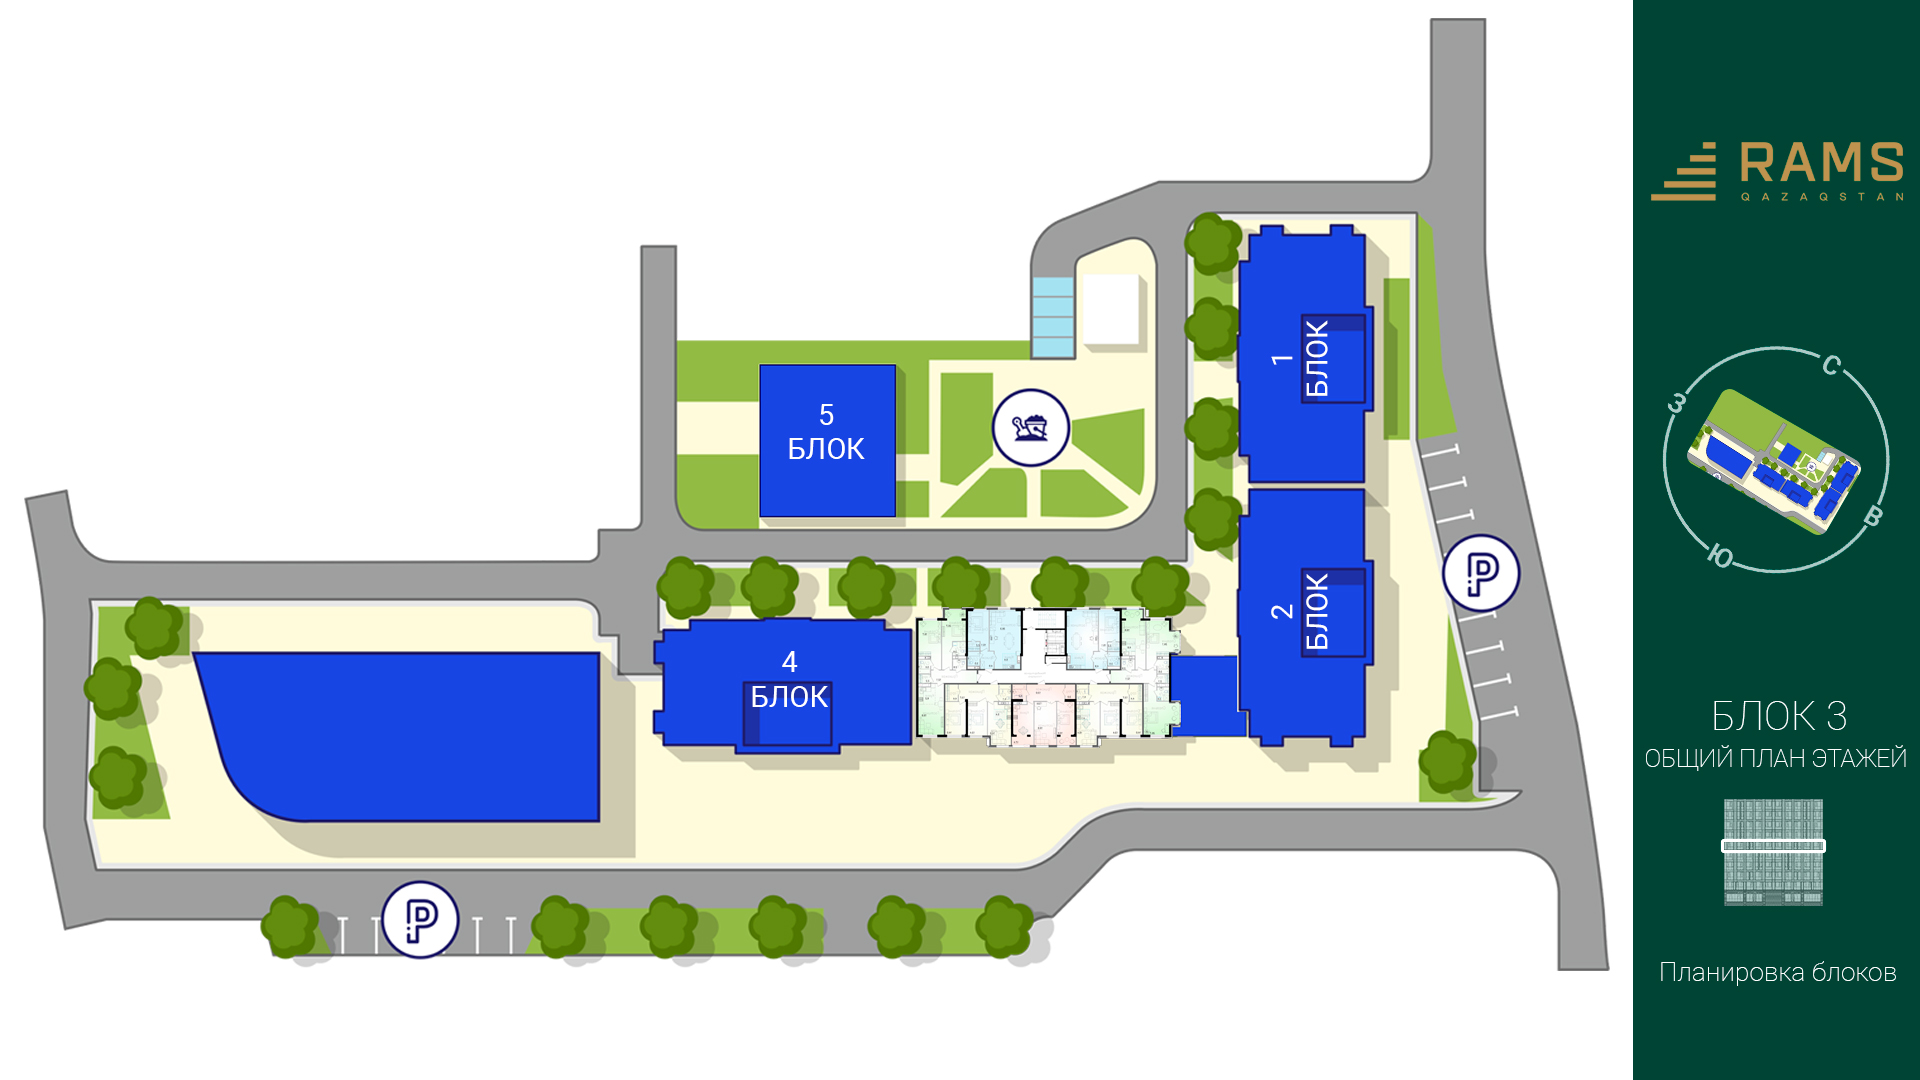 1
БЛОК
5
БЛОК
2
БЛОК
4
БЛОК
P
P
RAMS
QAZAQSTAN
С
З
В
Ю
БЛОК 3
ОБЩИЙ ПЛАН ЭТАЖЕЙ
Планировка блоков